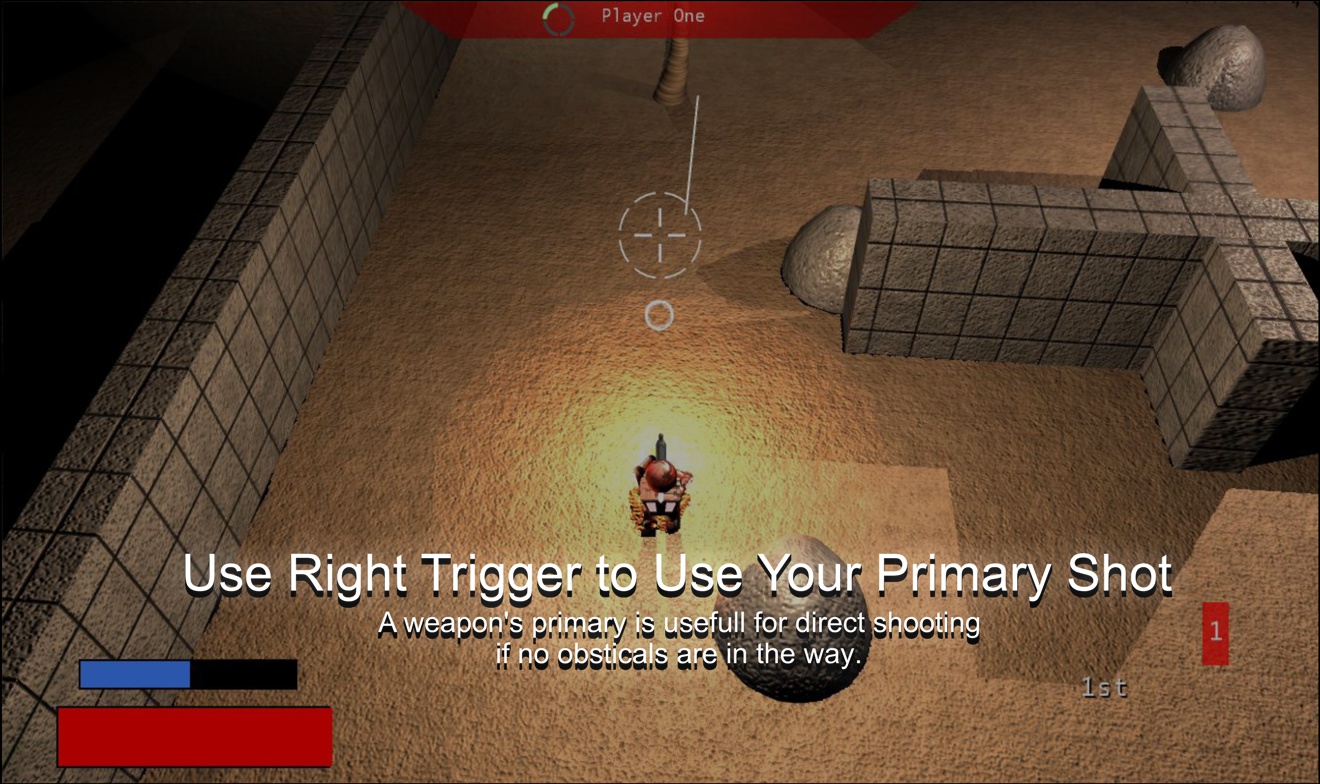 Player One
Use Right Trigger to Use Your Primary Shot
A weapon's primary is usefull for direct shooting
if no obsticals are in the way.
1
1st